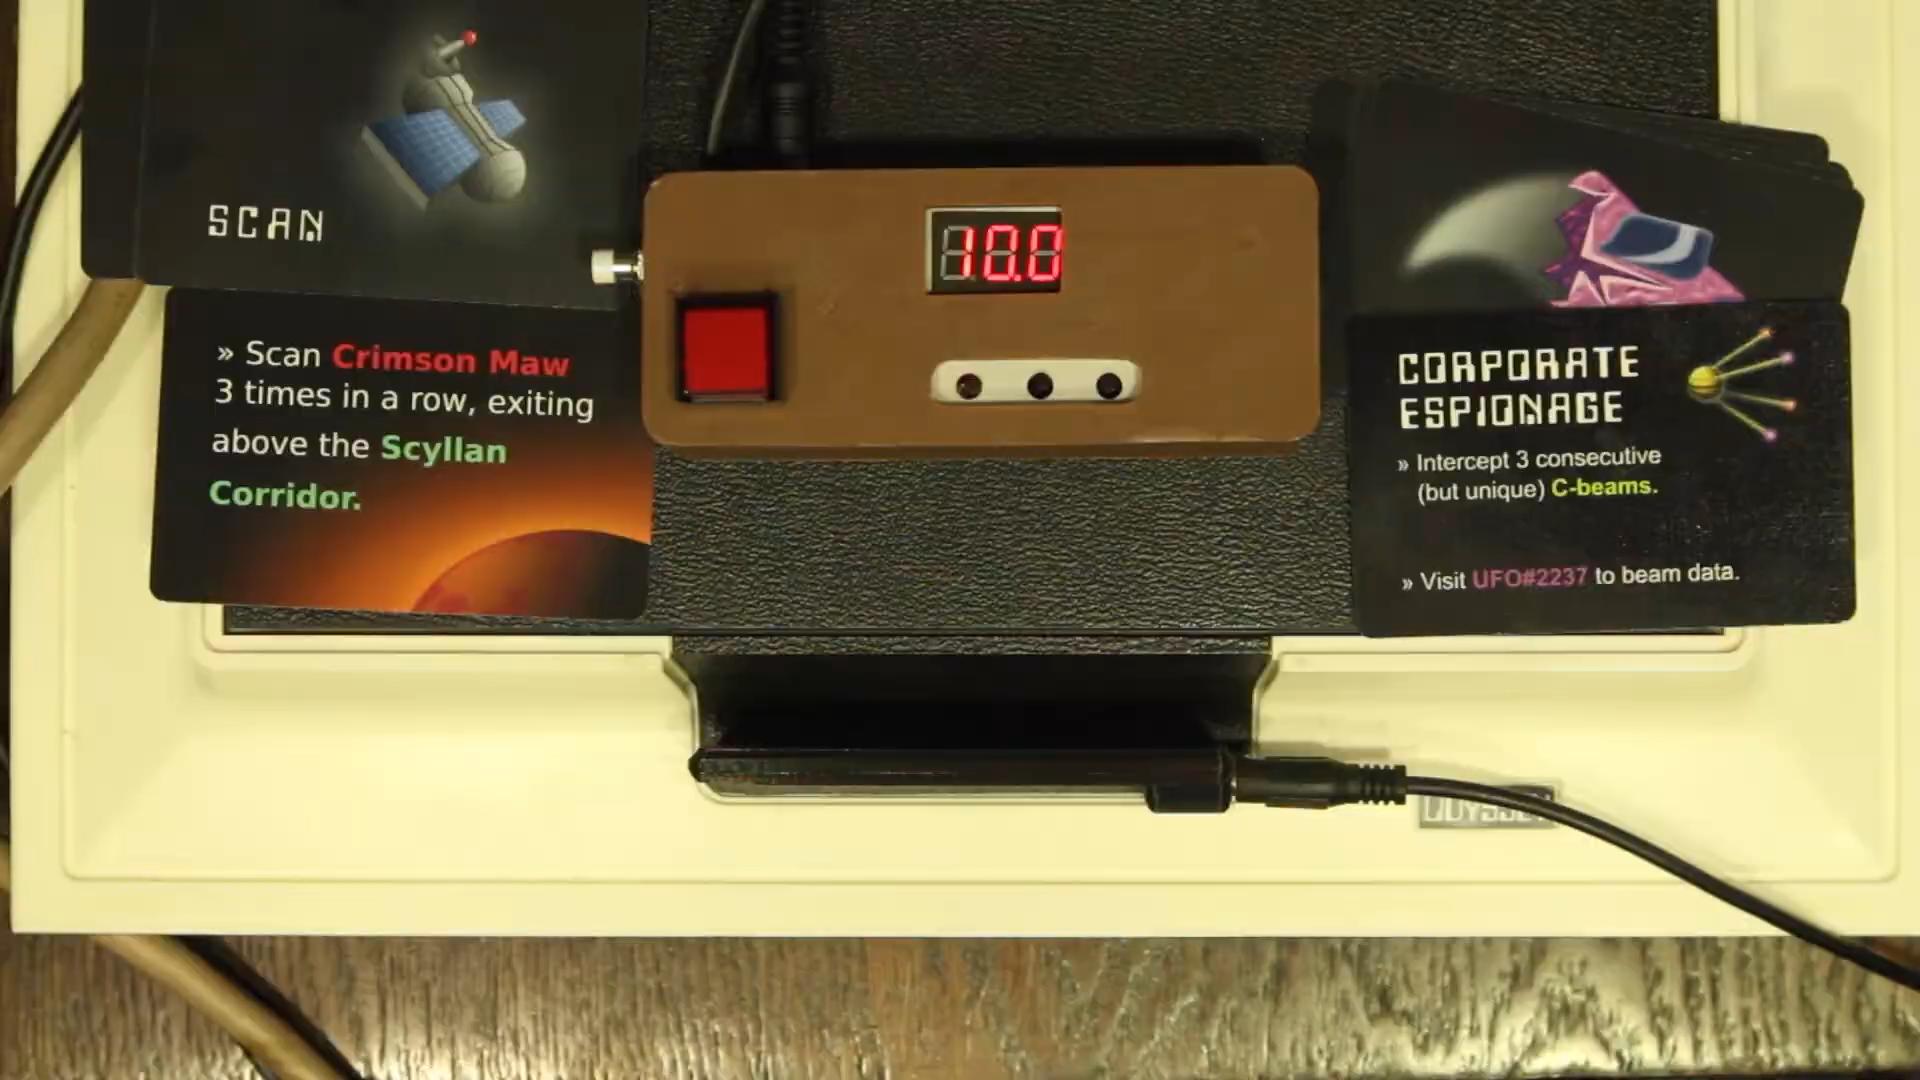 SCAN
» Scan Crimson Maw
3 times in a row, exiting
above the Scyllan
Corridor.
10.0
CORPORATE
ESPIONAGE
» Intercept 3 consecutive
(but unique) C-beams.
» Visit UFO#2237 to beam data.
ODYSSEY